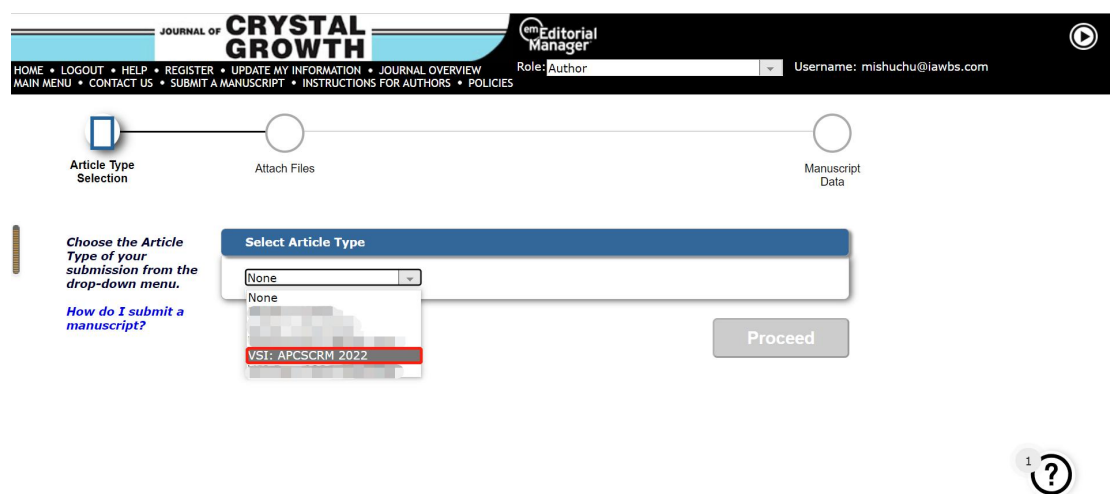 JOURNAL OF CRYSTAL GROWTH
em Editorial Manager
HOME • LOGOUT • HELP • REGISTER • UPDATE MY INFORMATION • JOURNAL OVERVIEW
MAIN MENU • CONTACT US • SUBMIT A MANUSCRIPT • INSTRUCTIONS FOR AUTHORS • POLICIES
Role: Author Username: mishuchu@iawbs.com
Article Type Selection
Attach Files
Manuscript Data
Choose the Article
Type of your
submission from the
drop-down menu.
How do I submit a
manuscript?
Select Article Type
None
None
VSI: APCSCRM 2022
Proceed
1
?